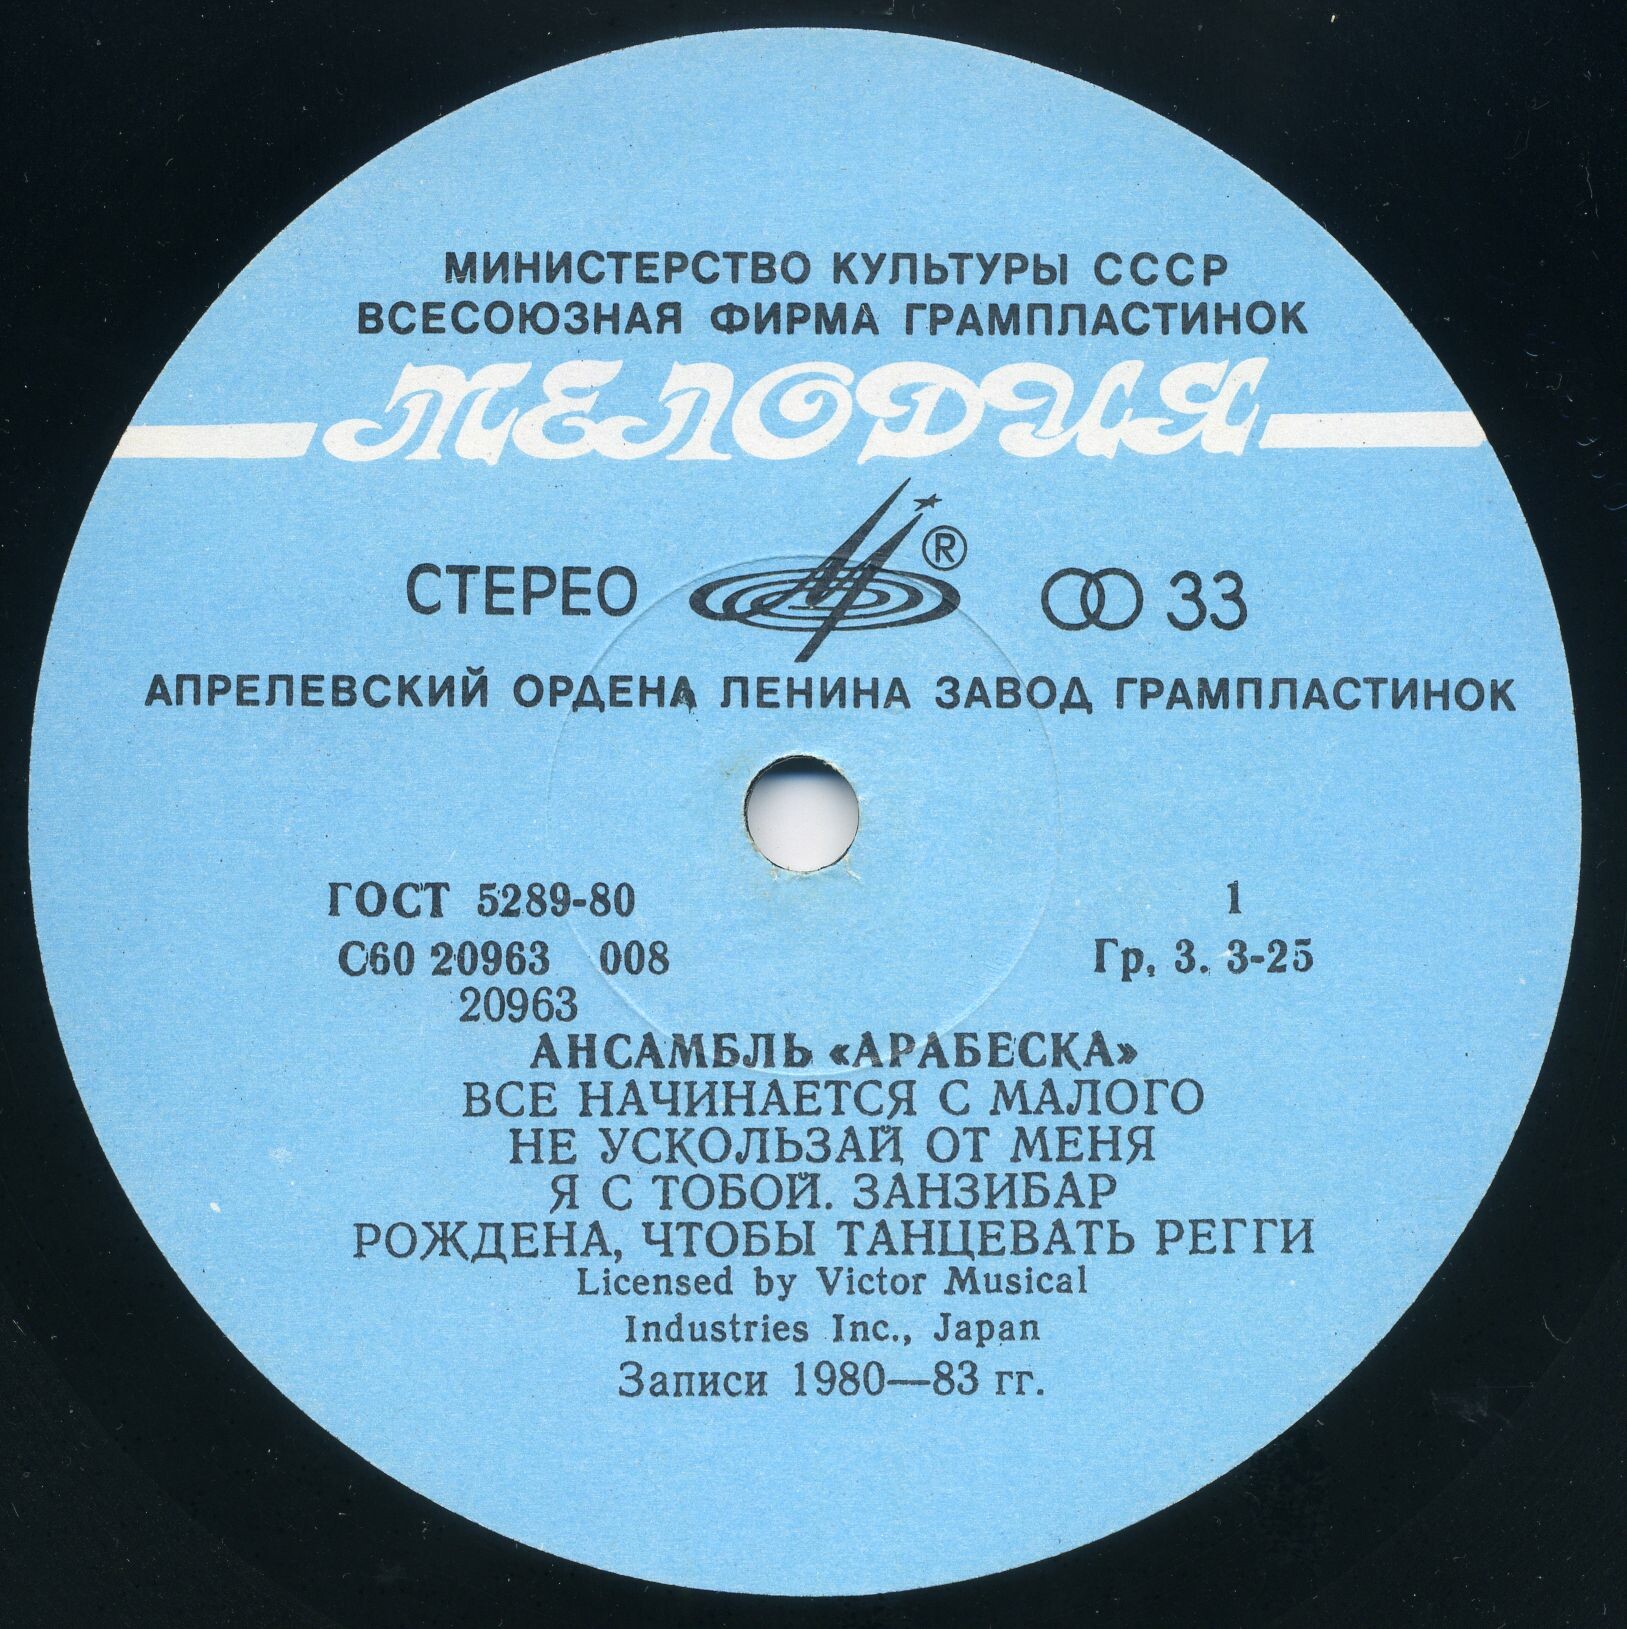 МИНИСТЕРСТВО КУЛЬТУРЫ СССР
ВСЕСОЮЗНАЯ ФИРМА ГРАМПЛАСТИНОК
МЕЛОДИЯ
СТЕРЕО ® 33
АПРЕЛЕВСКИЙ ОРДЕНА ЛЕНИНА ЗАВОД ГРАМПЛАСТИНОК
ГОСТ 5289-80 1
С60 20963 008 Гр. 3. 3-25
20963
АНСАМБЛЬ «АРАБЕСКА»
ВСЕ НАЧИНАЕТСЯ С МАЛОГО
НЕ УСКОЛЬЗАЙ ОТ МЕНЯ
Я С ТОБОЙ. ЗАНЗИБАР
РОЖДЕНА, ЧТОБЫ ТАНЦЕВАТЬ РЕГГИ
Licensed by Victor Musical
Industries Inc., Japan
Записи 1980—83 гг.